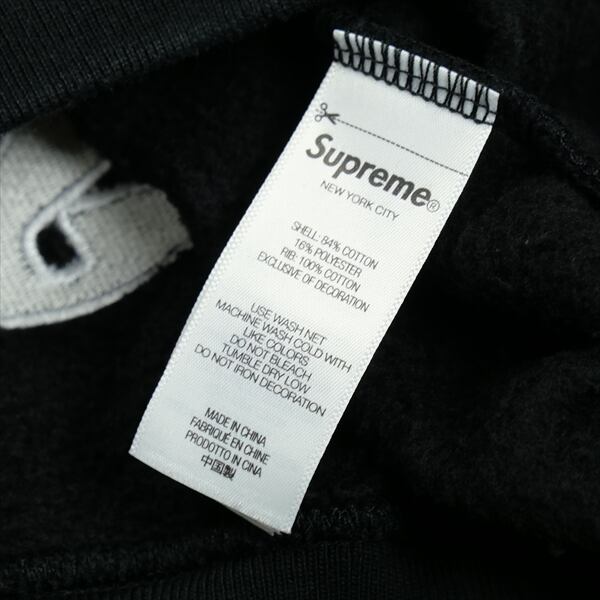 Supreme®
NEW YORK CITY
SHELL: 84% COTTON
16% POLYESTER
RIB: 100% COTTON
EXCLUSIVE OF DECORATION
USE WASH NET
MACHINE WASH COLD WITH
LIKE COLORS
DO NOT BLEACH
TUMBLE DRY LOW
DO NOT IRON DECORATION
MADE IN CHINA
FABRIQUÉ EN CHINE
PRODOTTO IN CINA
中国製